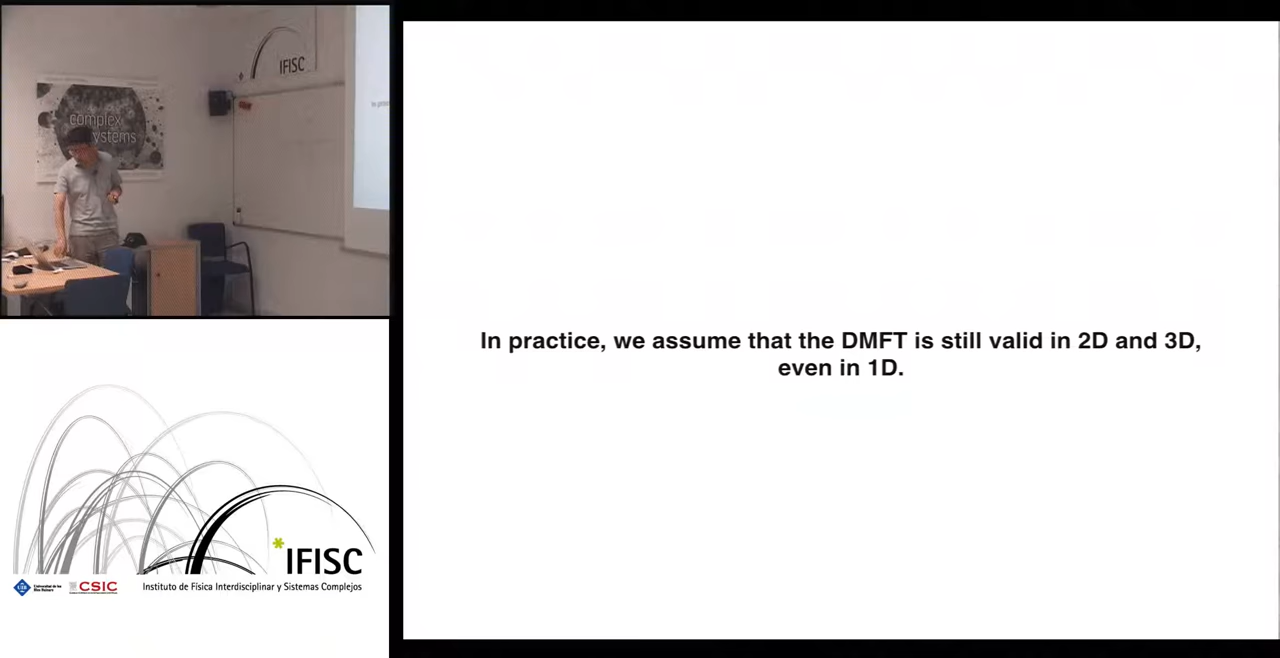 IFISC
complex
systems
In practice, we assume that the DMFT is still valid in 2D and 3D,
even in 1D.
*IFISC
CSIC
Instituto de Física Interdisciplinar y Sistemas Complejos